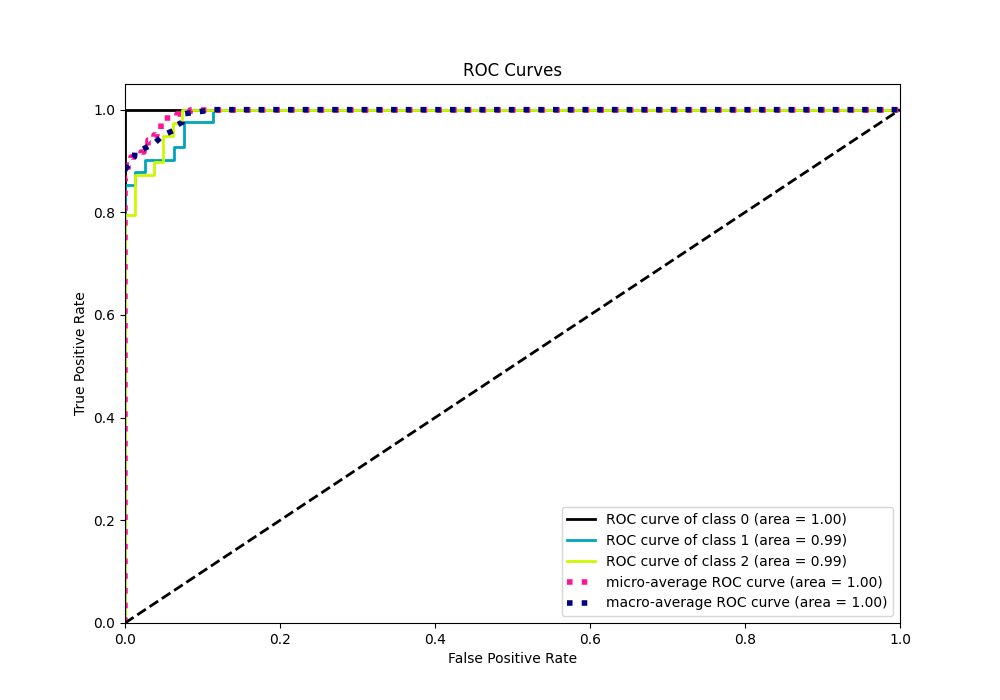 ROC Curves
True Positive Rate
1.0
0.8
0.6
0.4
0.2
0.0
ROC curve of class 0 (area = 1.00)
ROC curve of class 1 (area = 0.99)
ROC curve of class 2 (area = 0.99)
micro-average ROC curve (area = 1.00)
macro-average ROC curve (area = 1.00)
0.0 0.2 0.4 0.6 0.8 1.0
False Positive Rate